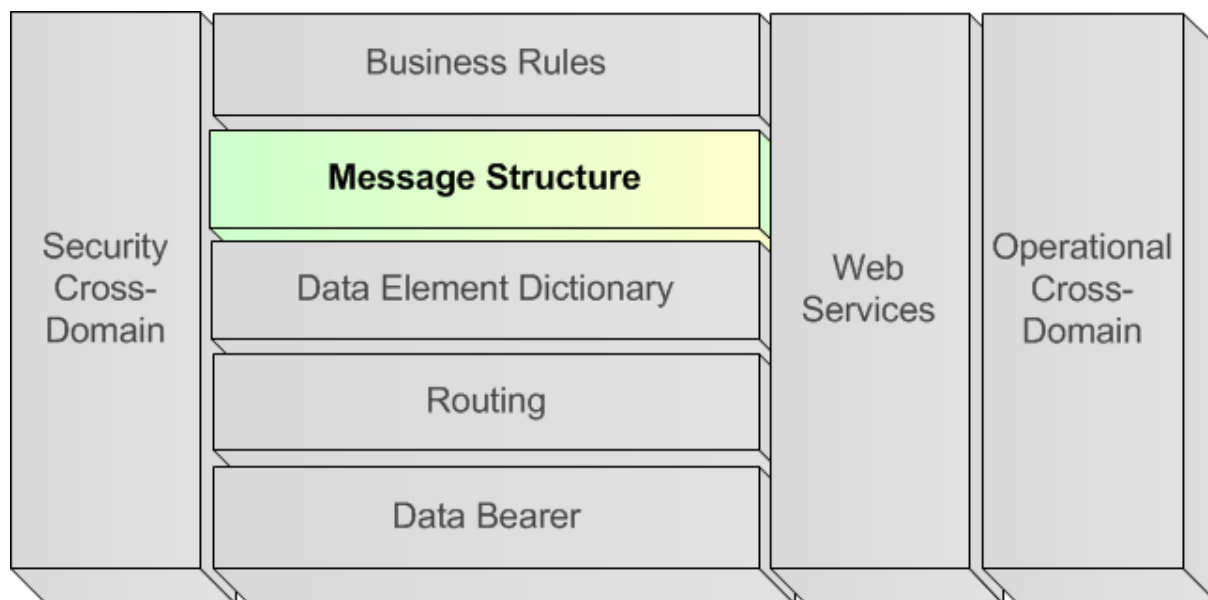 Security
Cross-
Domain
Business Rules
Message Structure
Data Element Dictionary
Routing
Data Bearer
Web
Services
Operational
Cross-
Domain